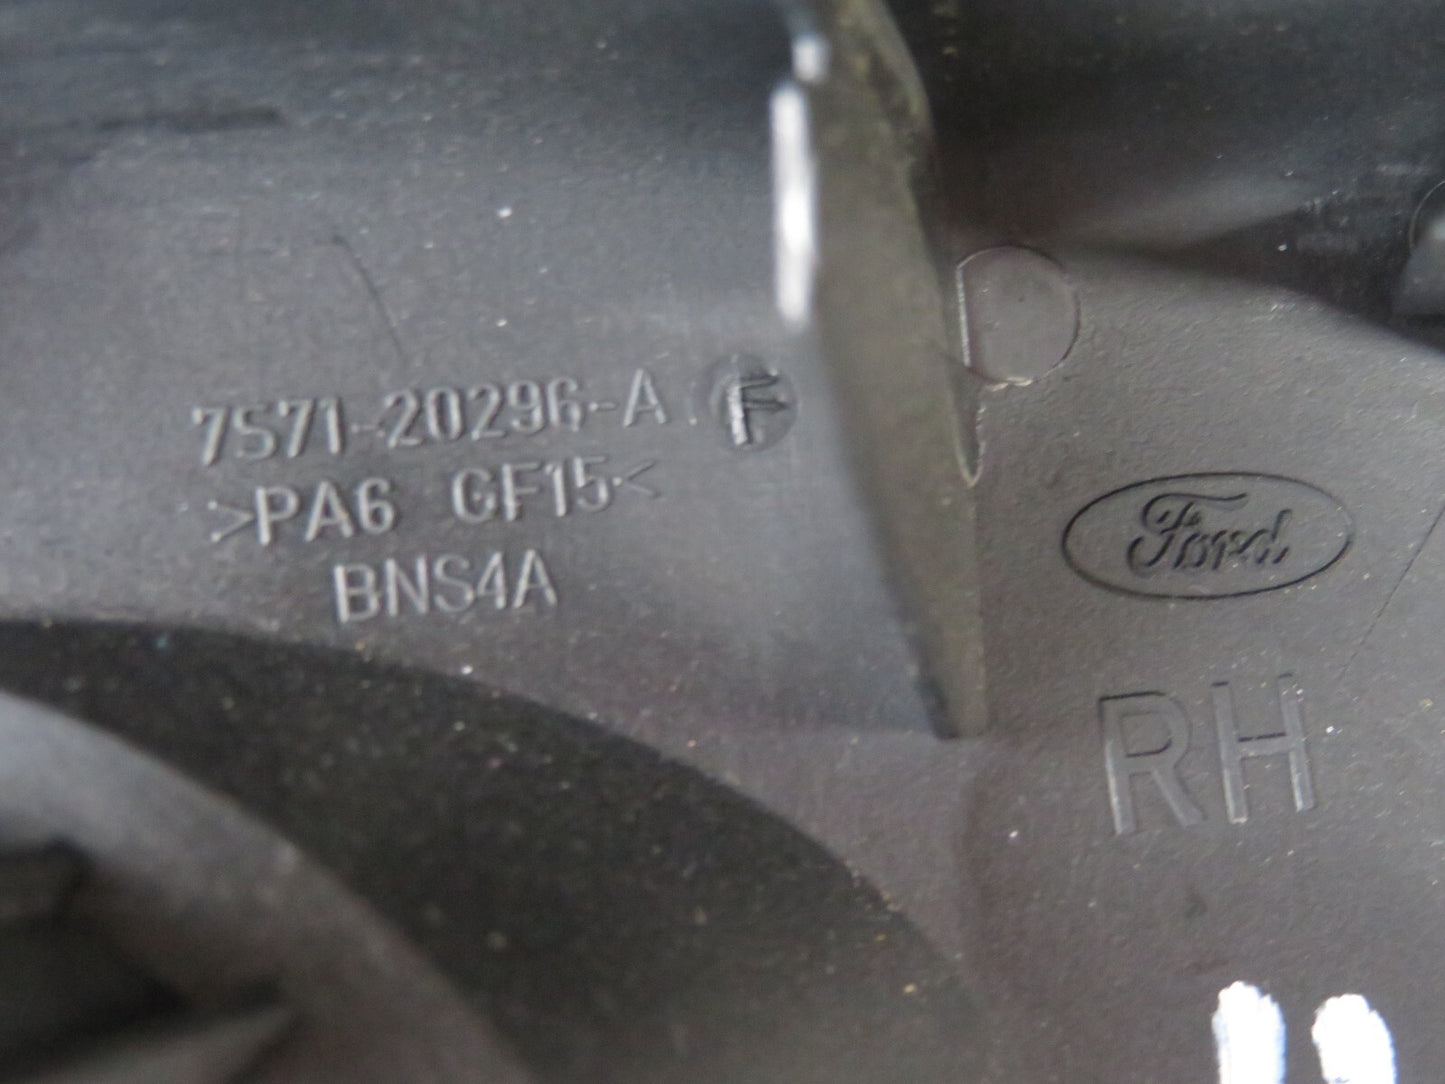 7S71-20296-A
>PA6 GF15<
BNS4A
Ford
RH